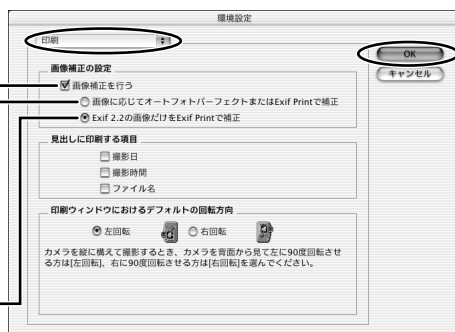 環境設定
印刷
OK
キャンセル
画像補正の設定
画像補正を行う
画像に応じてオートフォトパーフェクトまたはExif Printで補正
Exif 2.2の画像だけをExif Printで補正
見出しに印刷する項目
撮影日
撮影時間
ファイル名
印刷ウィンドウにおけるデフォルトの回転方向
左回転 右回転
カメラを縦に構えて撮影するとき、カメラを背面から見て左に90度回転させ
る方は[左回転]、右に90度回転させる方は[右回転]を選んでください。